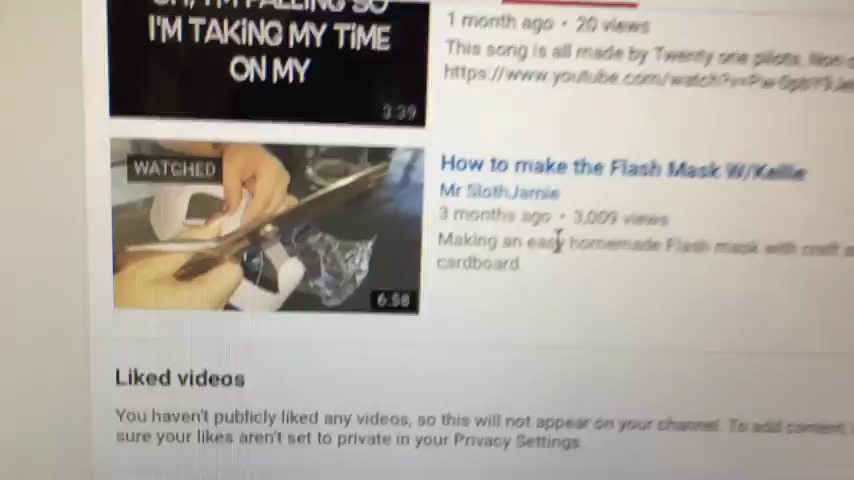 I'M TAKING MY TIME
ON MY
3:39
1 month ago • 20 views
This song is all made by Twenty one pilots.
https://www.youtube.com/watch?v=
WATCHED
6:58
How to make the Flash Mask W/Kellie
Mr SlothJamie
3 months ago • 3,009 views
Making an easy homemade Flash mask with craft
cardboard.
Liked videos
You haven't publicly liked any videos, so this will not appear on your channel. To add content,
sure your likes aren't set to private in your Privacy Settings.